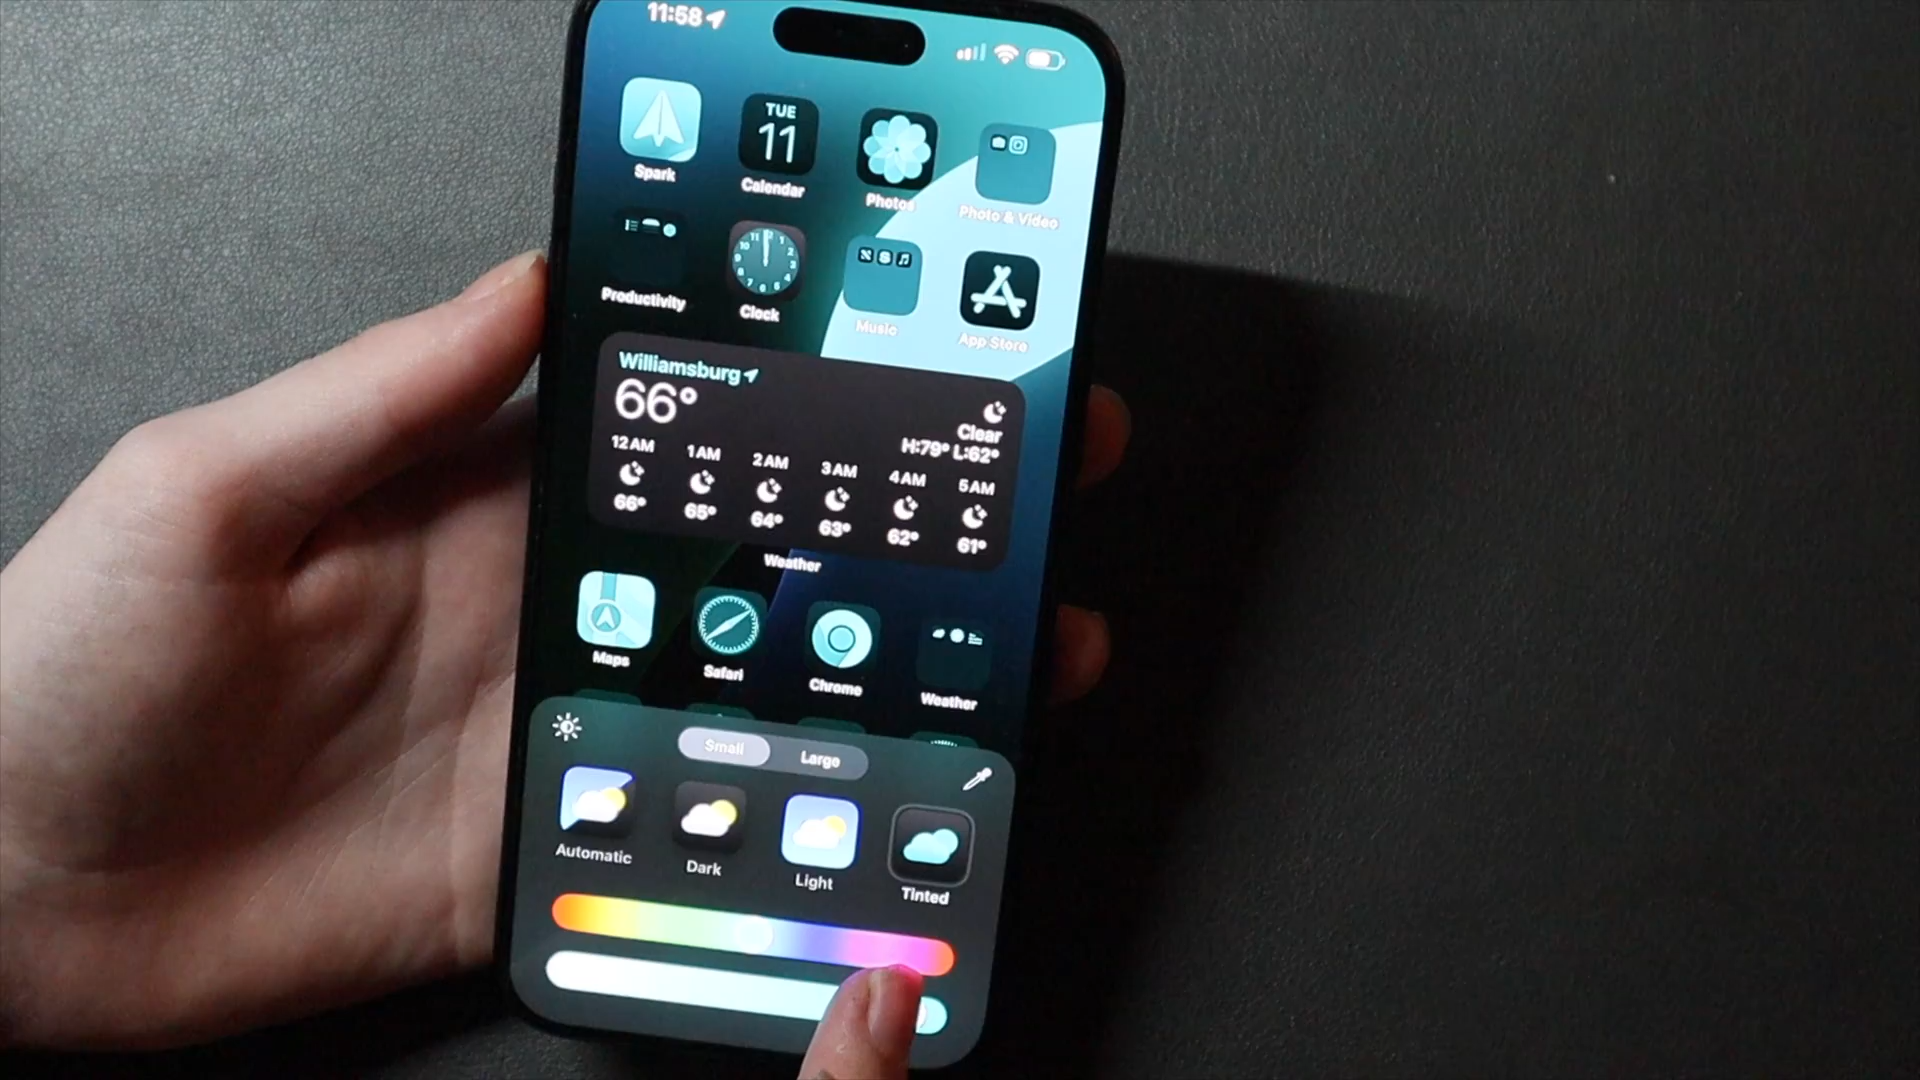 11:58
TUE
11
Spark
Calendar
Photos
Photo & Video
Productivity
Clock
Music
App Store
Williamsburg
66°
Clear
H:79° L:62°
12 AM 1 AM 2 AM 3 AM 4 AM 5 AM
66° 65° 64° 63° 62° 61°
Weather
Maps
Safari
Chrome
Weather
Small
Large
Automatic
Dark
Light
Tinted